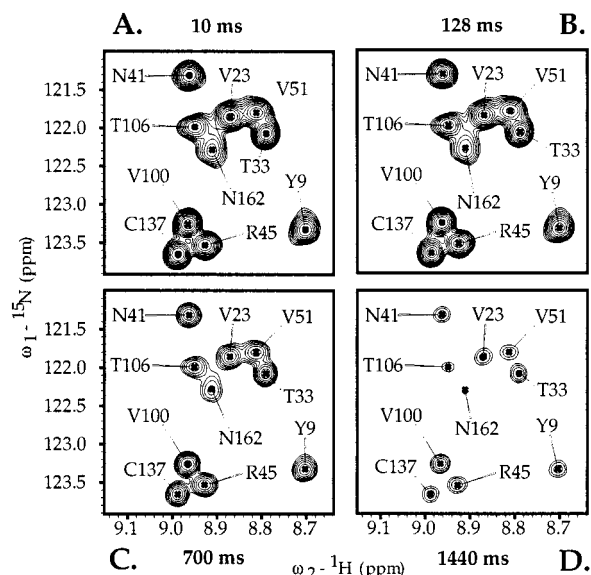 A. 10 ms 128 ms B.
N41 V23 V51
T106
T33
V100 N162 Y9
C137 R45
N41 V23 V51
T106
T33
V100 N162 Y9
C137 R45
121.5
122.0
122.5
123.0
123.5
ω1 - 15N (ppm)
N41 V23 V51
T106
T33
V100 N162 Y9
C137 R45
N41 V23 V51
T106
T33
V100 N162 Y9
C137 R45
121.5
122.0
122.5
123.0
123.5
ω1 - 15N (ppm)
9.1 9.0 8.9 8.8 8.7 9.1 9.0 8.9 8.8 8.7
C. 700 ms ω2 - 1H (ppm) 1440 ms D.